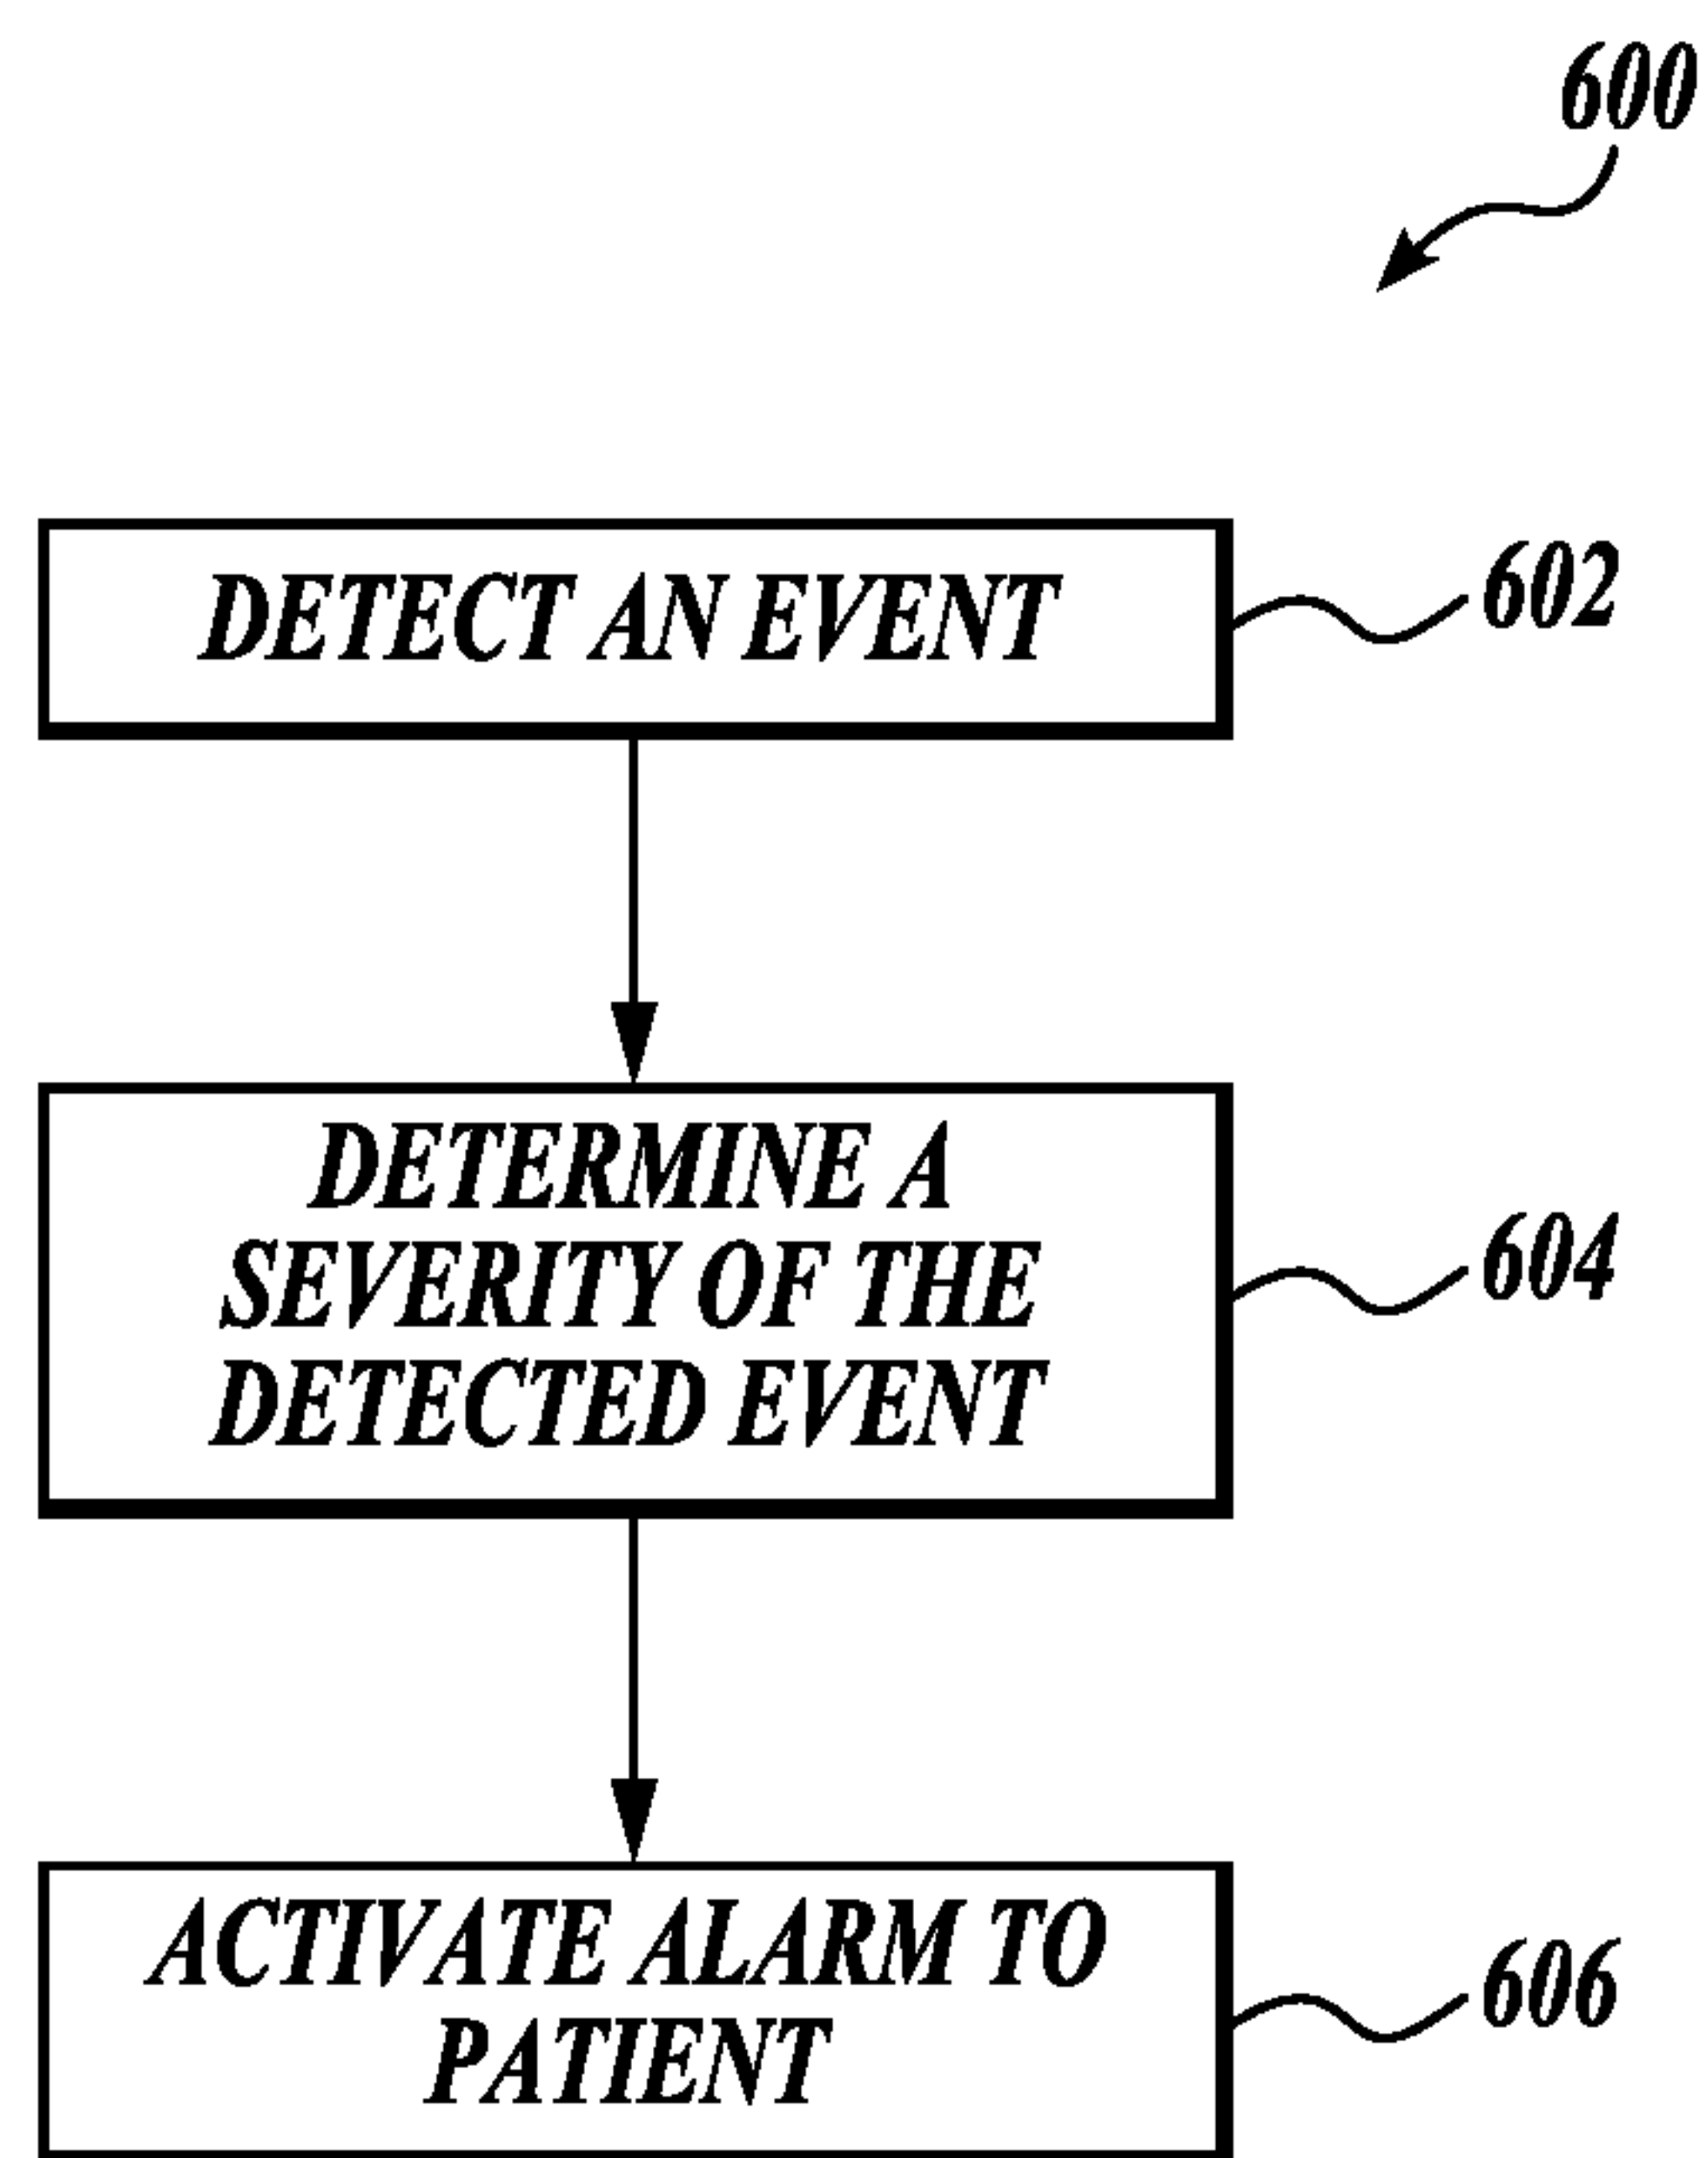 600
DETECT AN EVENT
602
DETERMINE A
SEVERITY OF THE
DETECTED EVENT
604
ACTIVATE ALARM TO
PATIENT
606